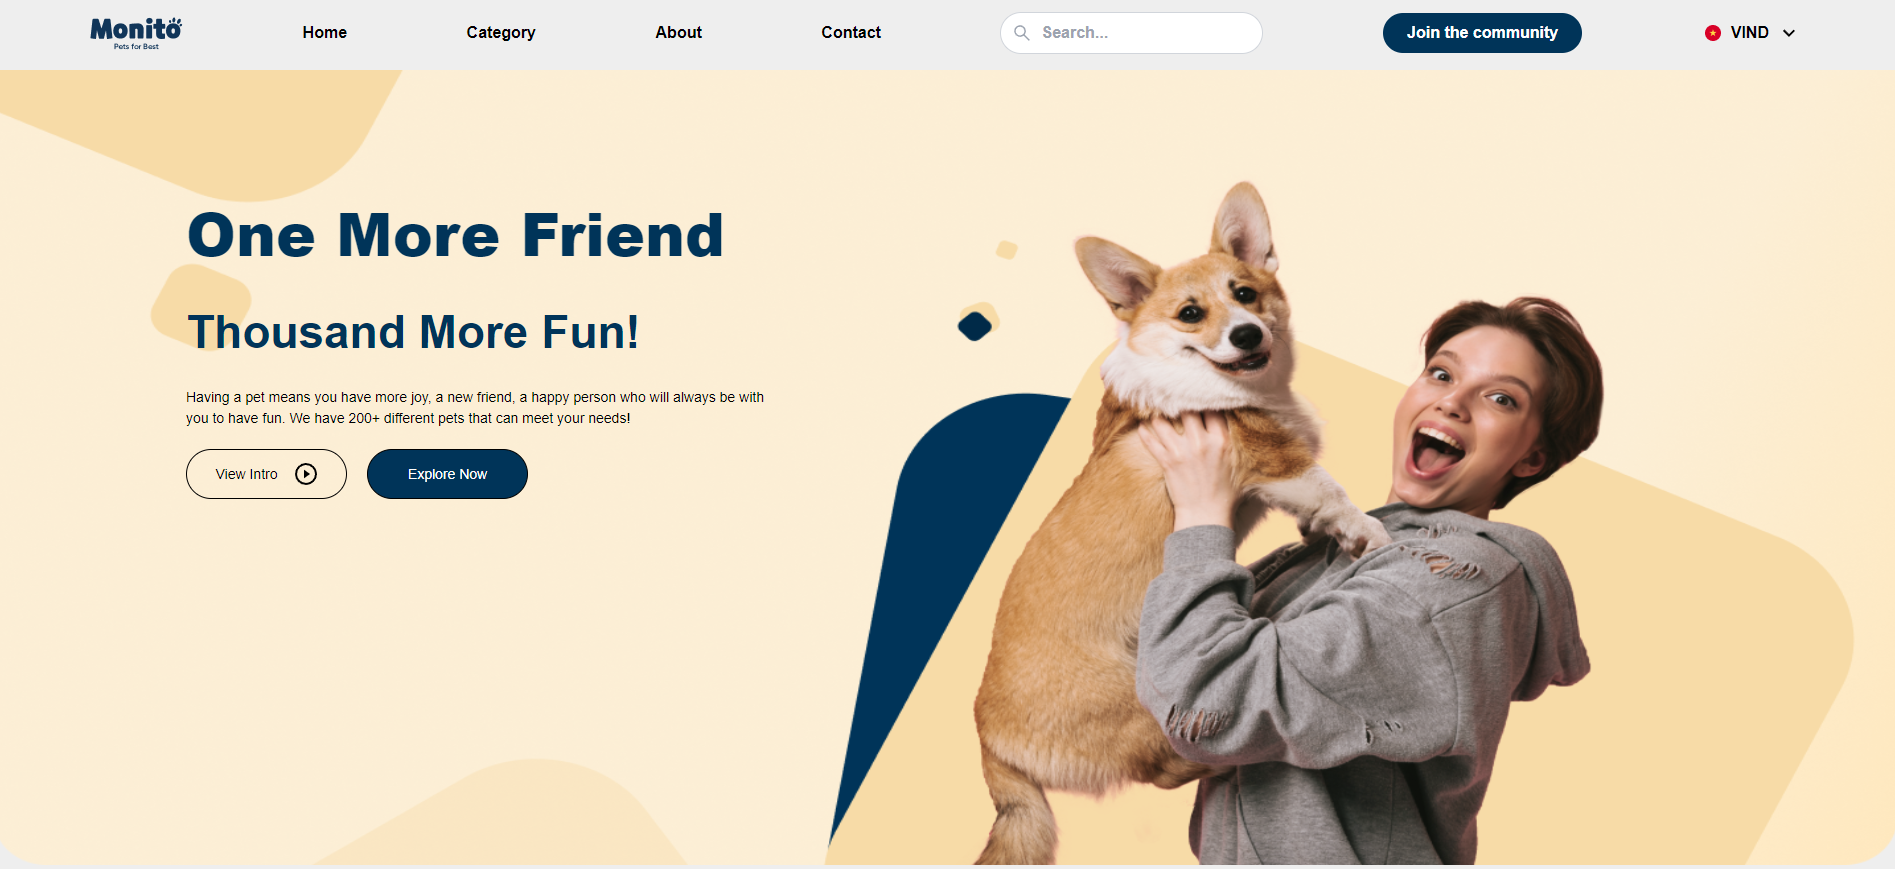 Monito
Pets for Best
Home
Category
About
Contact
Search...
Join the community
VIND
One More Friend
Thousand More Fun!
Having a pet means you have more joy, a new friend, a happy person who will always be with
you to have fun. We have 200+ different pets that can meet your needs!
View Intro
Explore Now